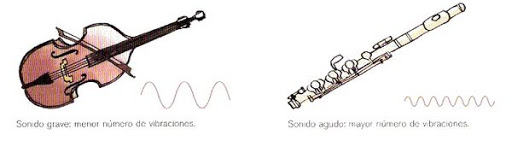 Sonido grave: menor número de vibraciones.
Sonido agudo: mayor número de vibraciones.